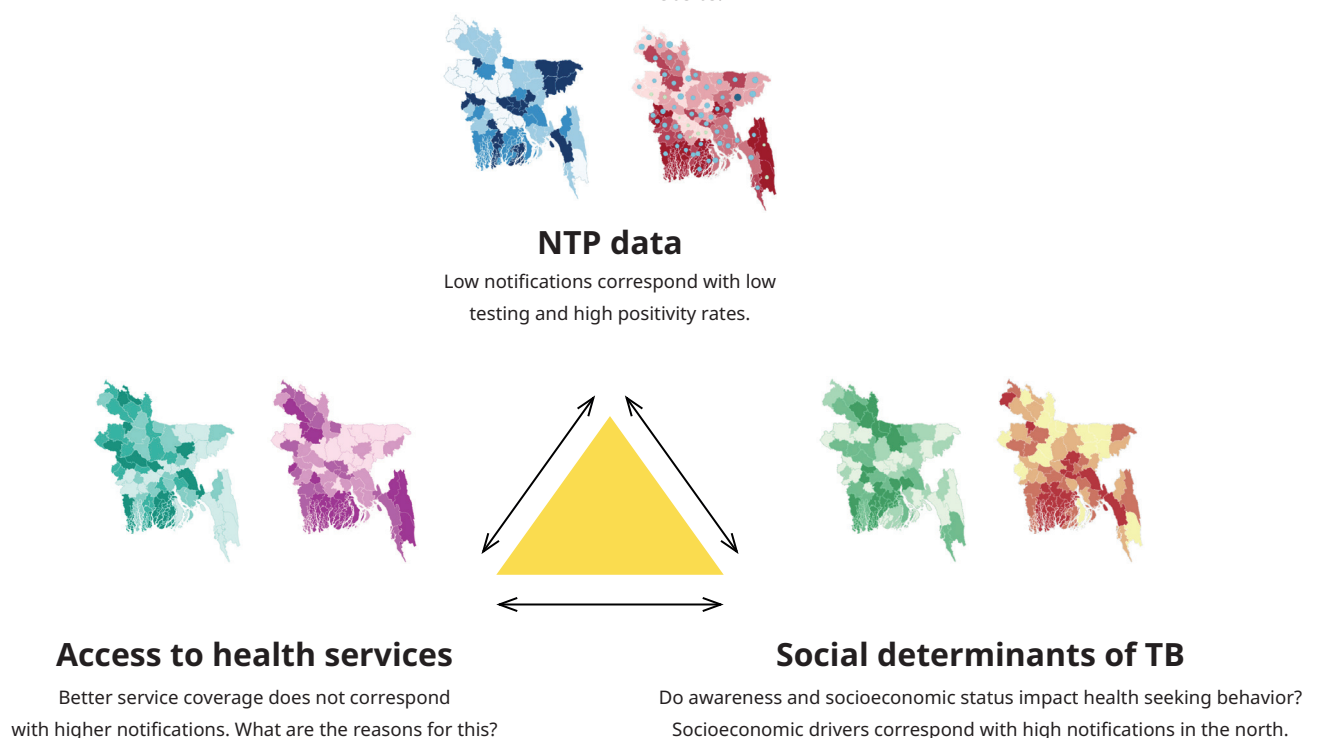 NTP data
Low notifications correspond with low
testing and high positivity rates.
Access to health services
Better service coverage does not correspond
with higher notifications. What are the reasons for this?
Social determinants of TB
Do awareness and socioeconomic status impact health seeking behavior?
Socioeconomic drivers correspond with high notifications in the north.